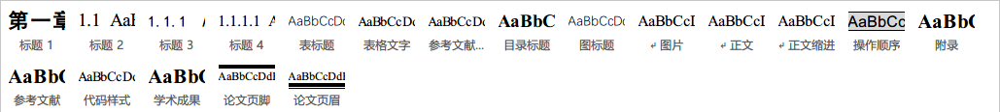 第一章 1.1 AaB 1.1.1 1.1.1.1 A AaBbCcDc AaBbCcDc AaBbCcDc AaBbC AaBbCcDc AaBbCcI AaBbCcI AaBbCcI AaBbCc AaBb(
标题 1 标题 2 标题 3 标题 4 表标题 表格文字 参考文献... 目录标题 图标题 ↵ 图片 ↵ 正文 ↵ 正文缩进 操作顺序 附录
AaBb( AaBbCcDc AaBb( AaBbCcDdI AaBbCcDdI
参考文献 代码样式 学术成果 论文页脚 论文页眉